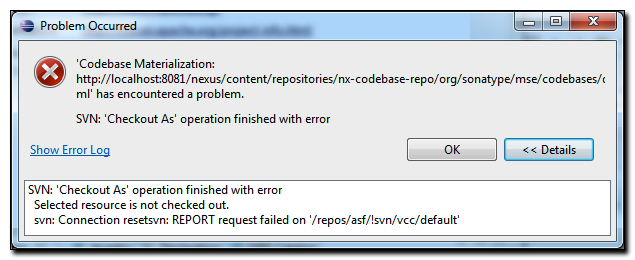 Problem Occurred
'Codebase Materialization:
http://localhost:8081/nexus/content/repositories/nx-codebase-repo/org/sonatype/mse/codebases/c
ml' has encountered a problem.
SVN: 'Checkout As' operation finished with error
Show Error Log
OK
<< Details
SVN: 'Checkout As' operation finished with error
Selected resource is not checked out.
svn: Connection resetsvn: REPORT request failed on '/repos/asf/!svn/vcc/default'